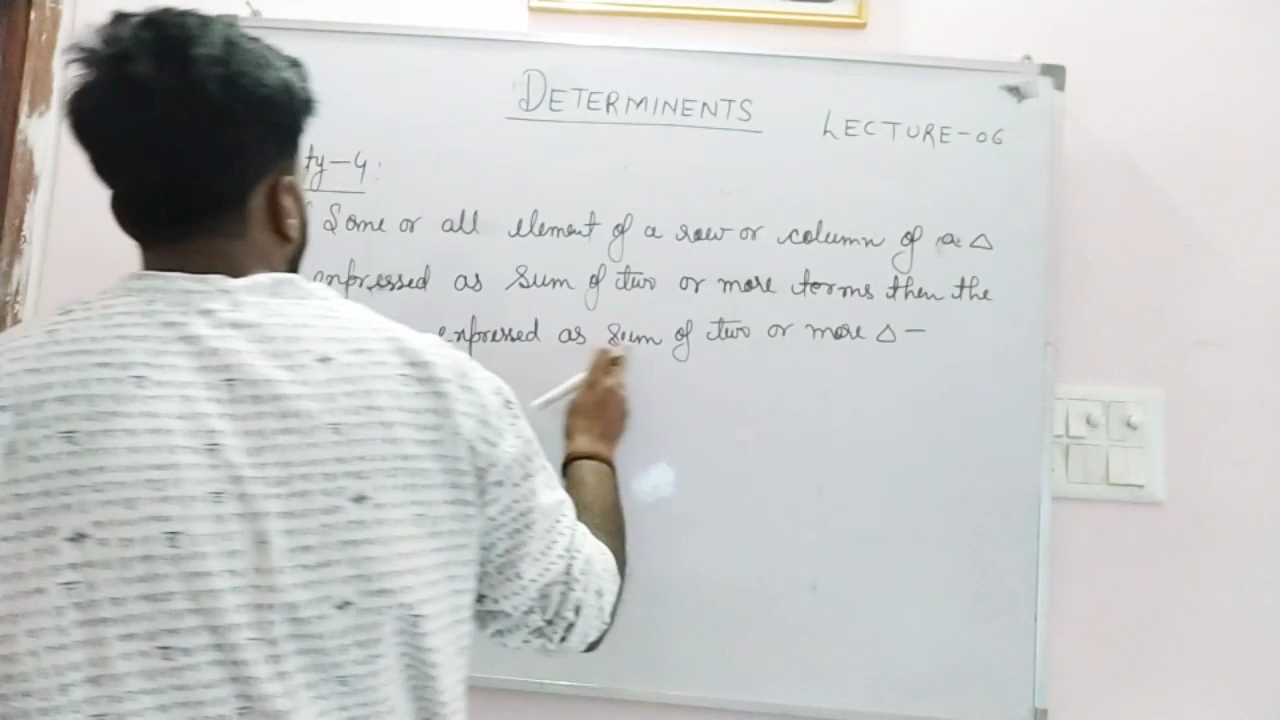 DETERMINENTS
LECTURE-06
ty-4:
Some or all element of a row or column of a △
enpressed as sum of two or more terms then the
enpressed as sum of two or more △ —